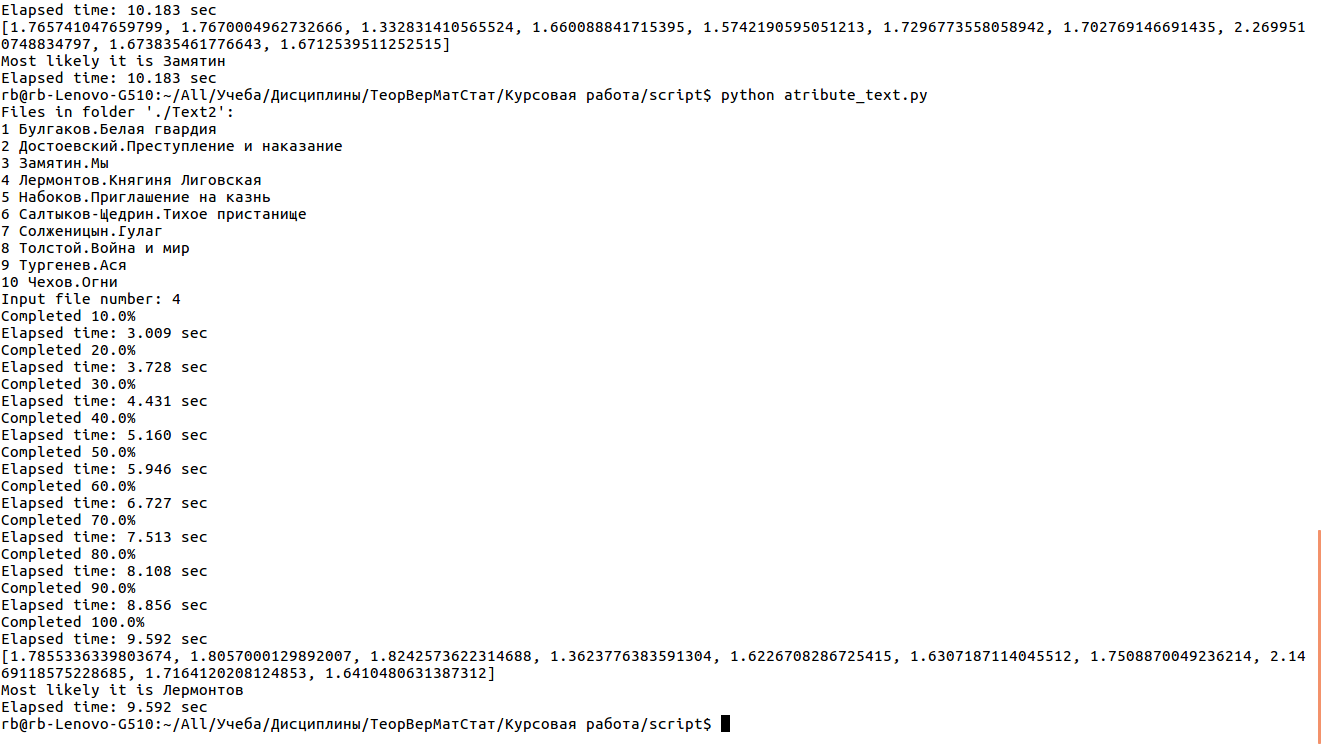 Elapsed time: 10.183 sec
[1.765741047659799, 1.7670004962732666, 1.332831410565524, 1.660088841715395, 1.5742190595051213, 1.7296773558058942, 1.702769146691435, 2.269951
0748834797, 1.673835461776643, 1.6712539511252515]
Most likely it is Замятин
Elapsed time: 10.183 sec
rb@rb-Lenovo-G510:~/All/Учеба/Дисциплины/ТеорВерМатСтат/Курсовая работа/script$ python atribute_text.py
Files in folder './Text2':
1 Булгаков.Белая гвардия
2 Достоевский.Преступление и наказание
3 Замятин.Мы
4 Лермонтов.Княгиня Лиговская
5 Набоков.Приглашение на казнь
6 Салтыков-Щедрин.Тихое пристанище
7 Солженицын.Гулаг
8 Толстой.Война и мир
9 Тургенев.Ася
10 Чехов.Огни
Input file number: 4
Completed 10.0%
Elapsed time: 3.009 sec
Completed 20.0%
Elapsed time: 3.728 sec
Completed 30.0%
Elapsed time: 4.431 sec
Completed 40.0%
Elapsed time: 5.160 sec
Completed 50.0%
Elapsed time: 5.946 sec
Completed 60.0%
Elapsed time: 6.727 sec
Completed 70.0%
Elapsed time: 7.513 sec
Completed 80.0%
Elapsed time: 8.108 sec
Completed 90.0%
Elapsed time: 8.856 sec
Completed 100.0%
Elapsed time: 9.592 sec
[1.7855336339803674, 1.8057000129892007, 1.8242573622314688, 1.3623776383591304, 1.6226708286725415, 1.6307187114045512, 1.7508870049236214, 2.14
69118575228685, 1.7164120208124853, 1.6410480631387312]
Most likely it is Лермонтов
Elapsed time: 9.592 sec
rb@rb-Lenovo-G510:~/All/Учеба/Дисциплины/ТеорВерМатСтат/Курсовая работа/script$